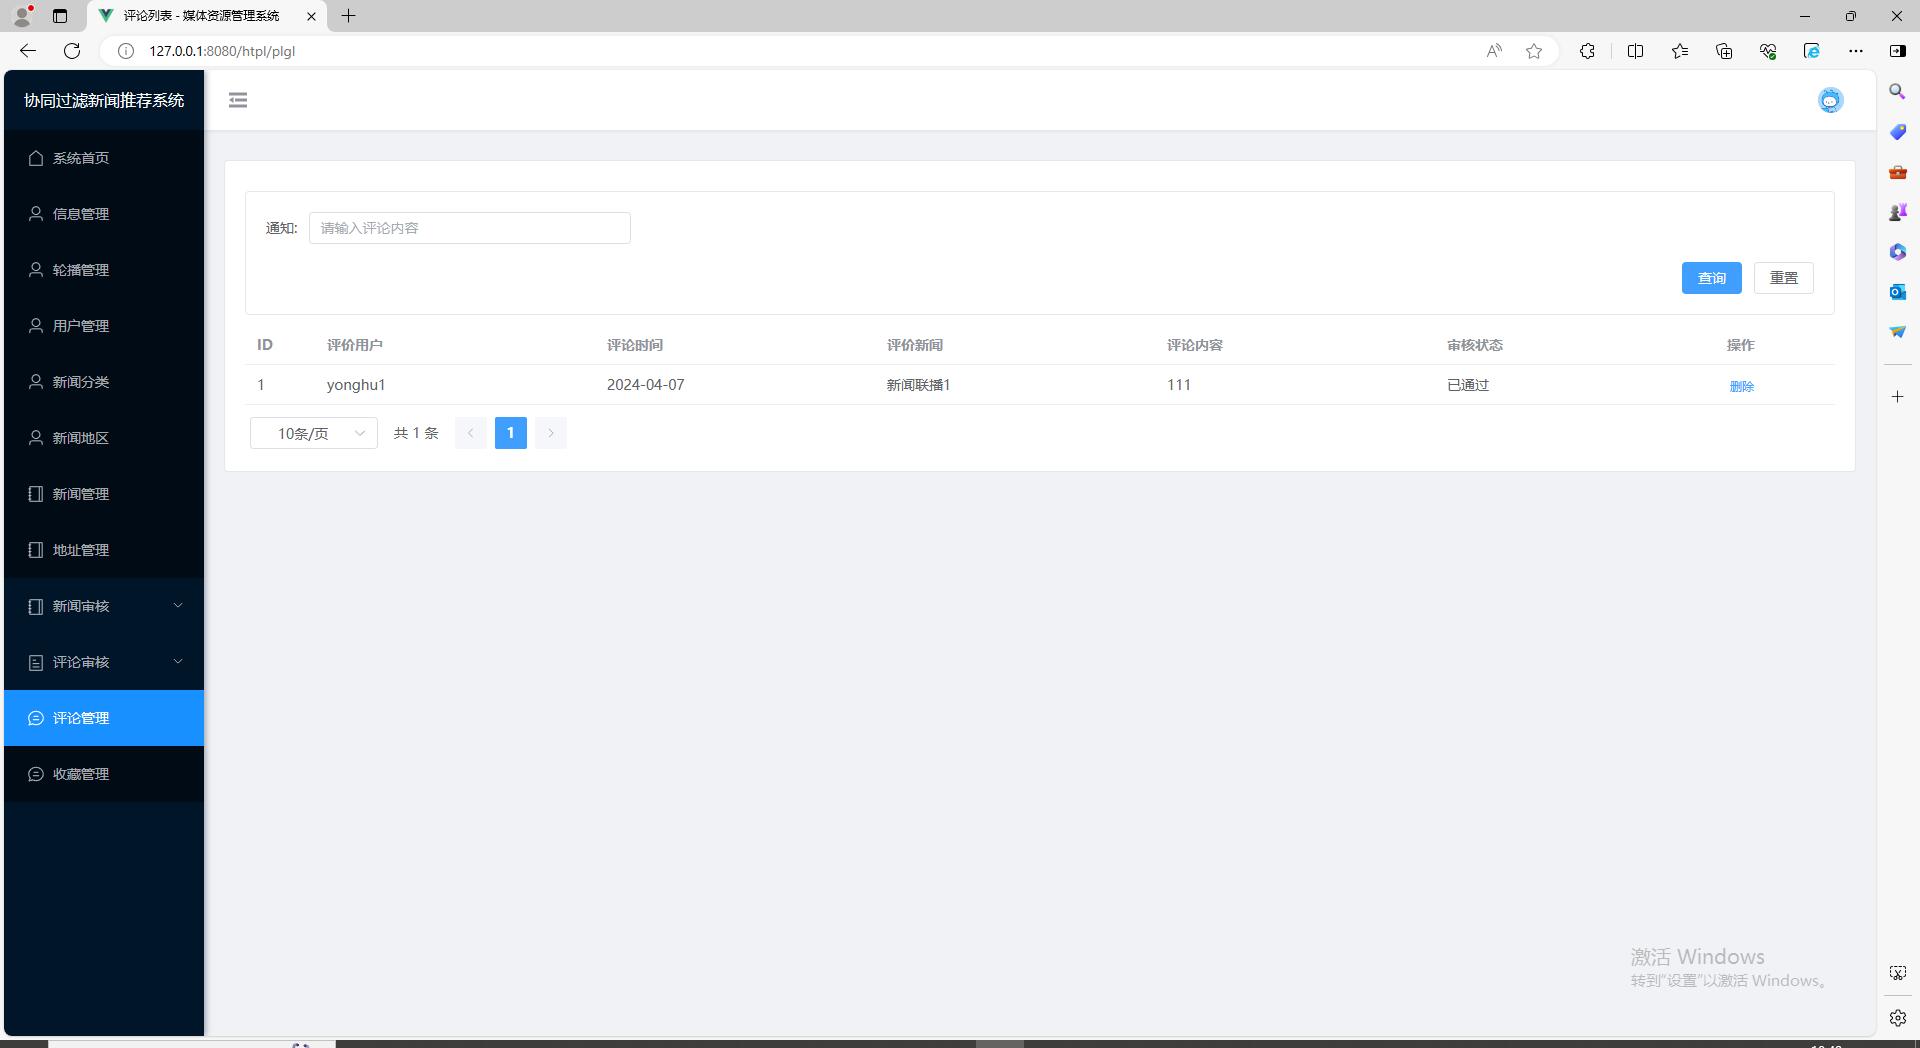 评论列表 - 媒体资源管理系统
127.0.0.1:8080/htpl/plgl
协同过滤新闻推荐系统
系统首页
信息管理
轮播管理
用户管理
新闻分类
新闻地区
新闻管理
地址管理
新闻审核
评论审核
评论管理
收藏管理
通知: 请输入评论内容
查询 重置
ID 评价用户 评论时间 评价新闻 评论内容 审核状态 操作
1 yonghu1 2024-04-07 新闻联播1 111 已通过 删除
10条/页 共 1 条 1
激活 Windows
转到“设置”以激活 Windows。